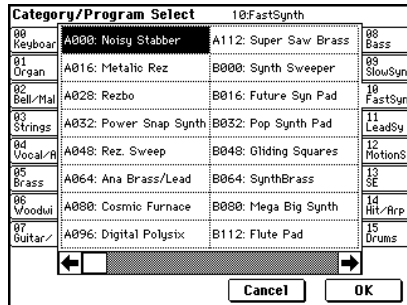 Category/Program Select 10:FastSynth
00 Keyboar
01 Organ
02 Bell/Mal
03 Strings
04 Vocal/A
05 Brass
06 Woodwi
07 Guitar/
A000: Noisy Stabber
A016: Metalic Rez
A028: Rezbo
A032: Power Snap Synth
A048: Rez. Sweep
A064: Ana Brass/Lead
A080: Cosmic Furnace
A096: Digital Polysix
A112: Super Saw Brass
B000: Synth Sweeper
B016: Future Syn Pad
B032: Pop Synth Pad
B048: Gliding Squares
B064: SynthBrass
B080: Mega Big Synth
B112: Flute Pad
08 Bass
09 SlowSyn
10 FastSyn
11 LeadSy
12 MotionS
13 SE
14 Hit/Arp
15 Drums
Cancel OK